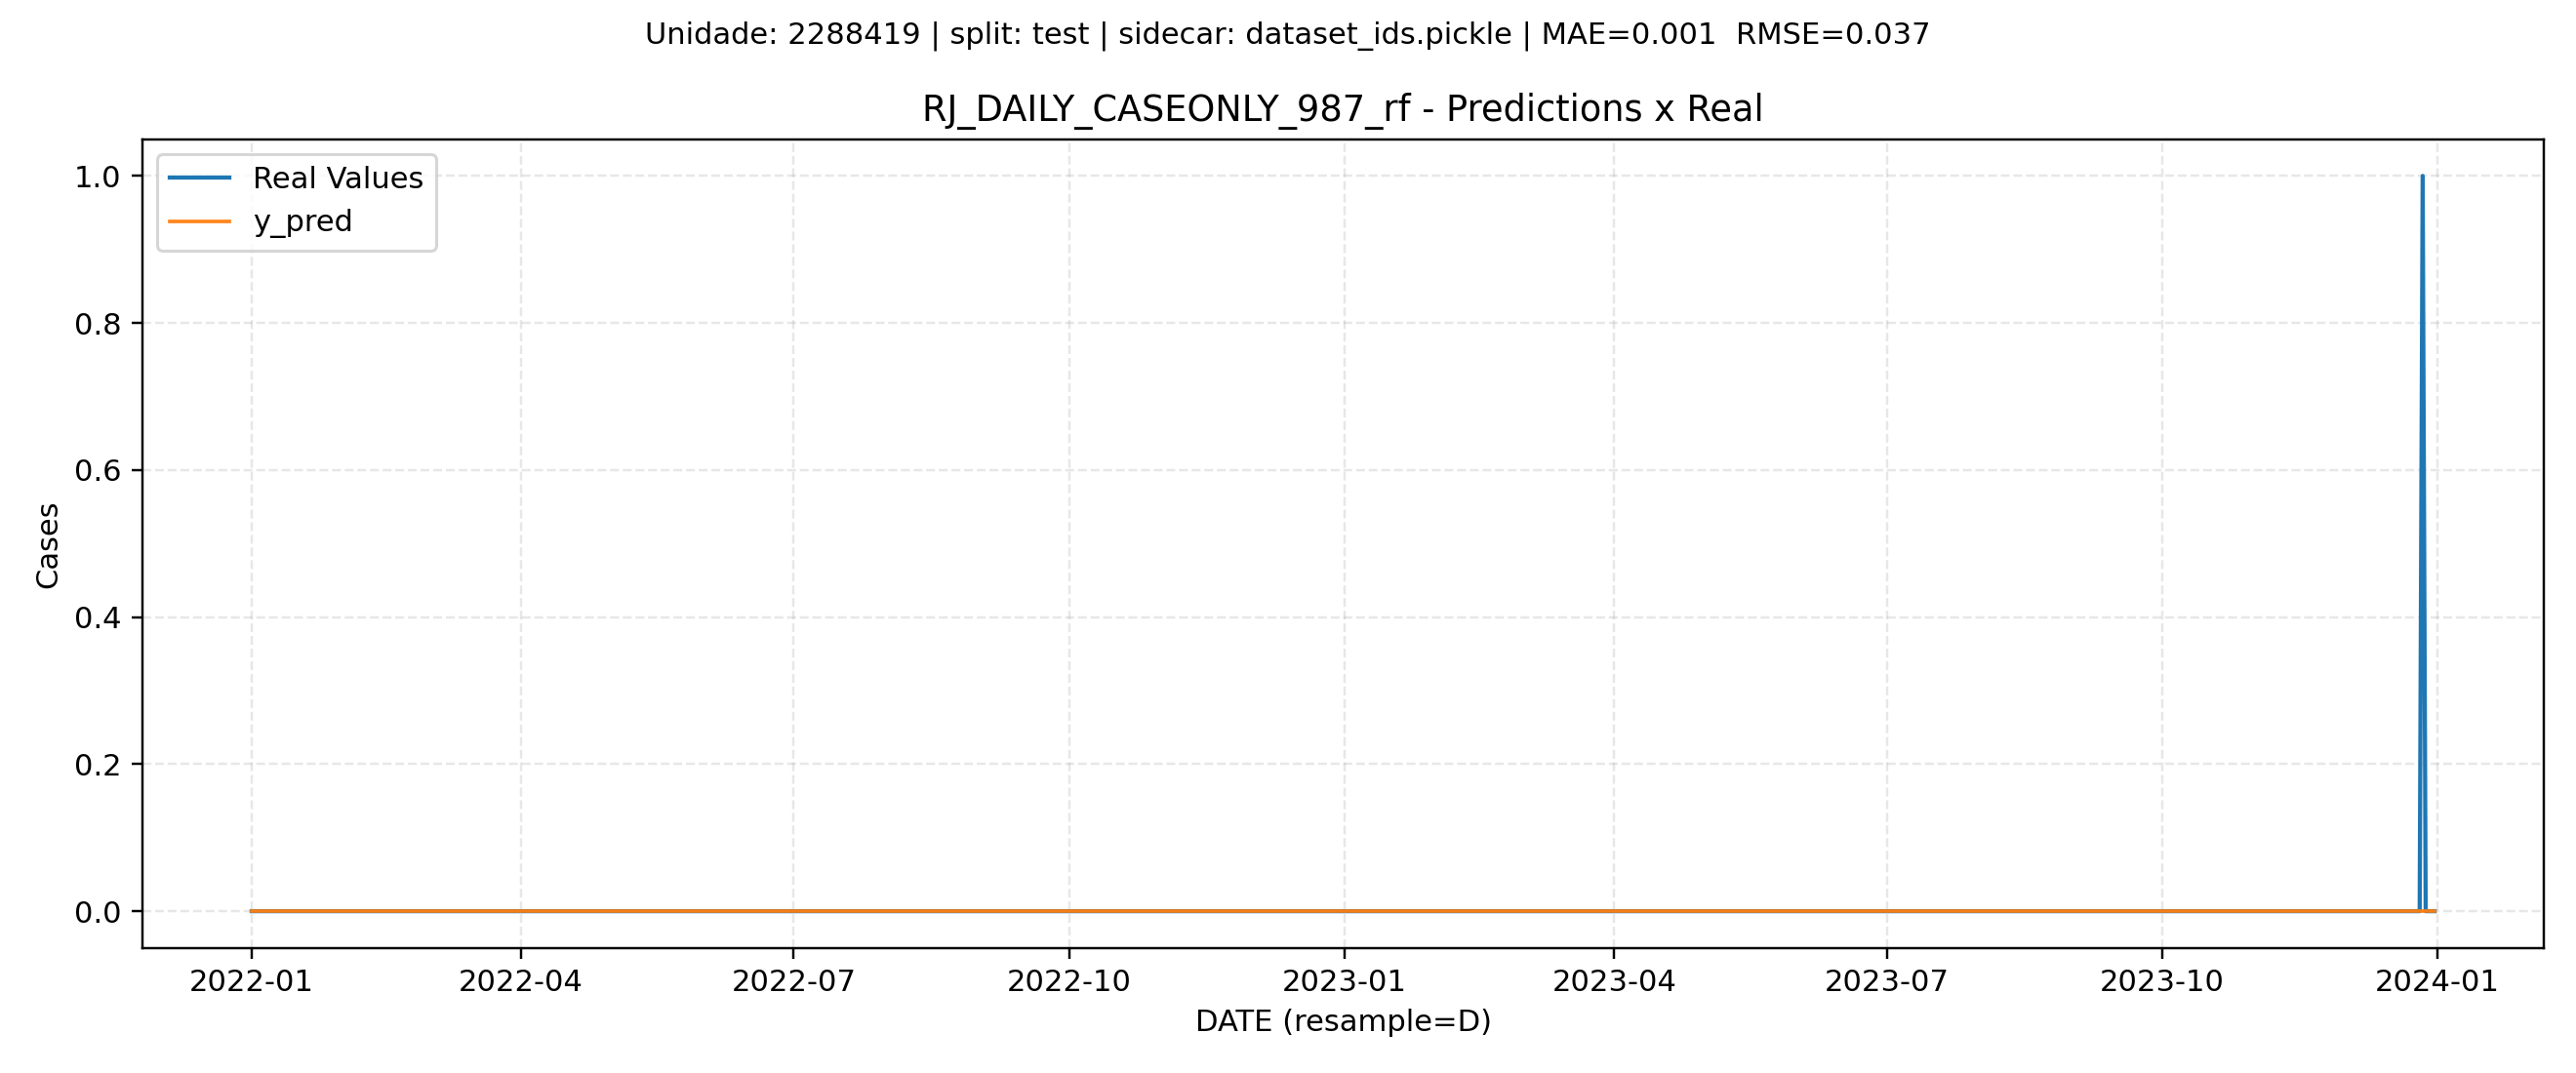 Unidade: 2288419 | split: test | sidecar: dataset_ids.pickle | MAE=0.001  RMSE=0.037
RJ_DAILY_CASEONLY_987_rf - Predictions x Real
Real Values
y_pred
1.0
0.8
0.6
0.4
0.2
0.0
Cases
2022-01 2022-04 2022-07 2022-10 2023-01 2023-04 2023-07 2023-10 2024-01
DATE (resample=D)